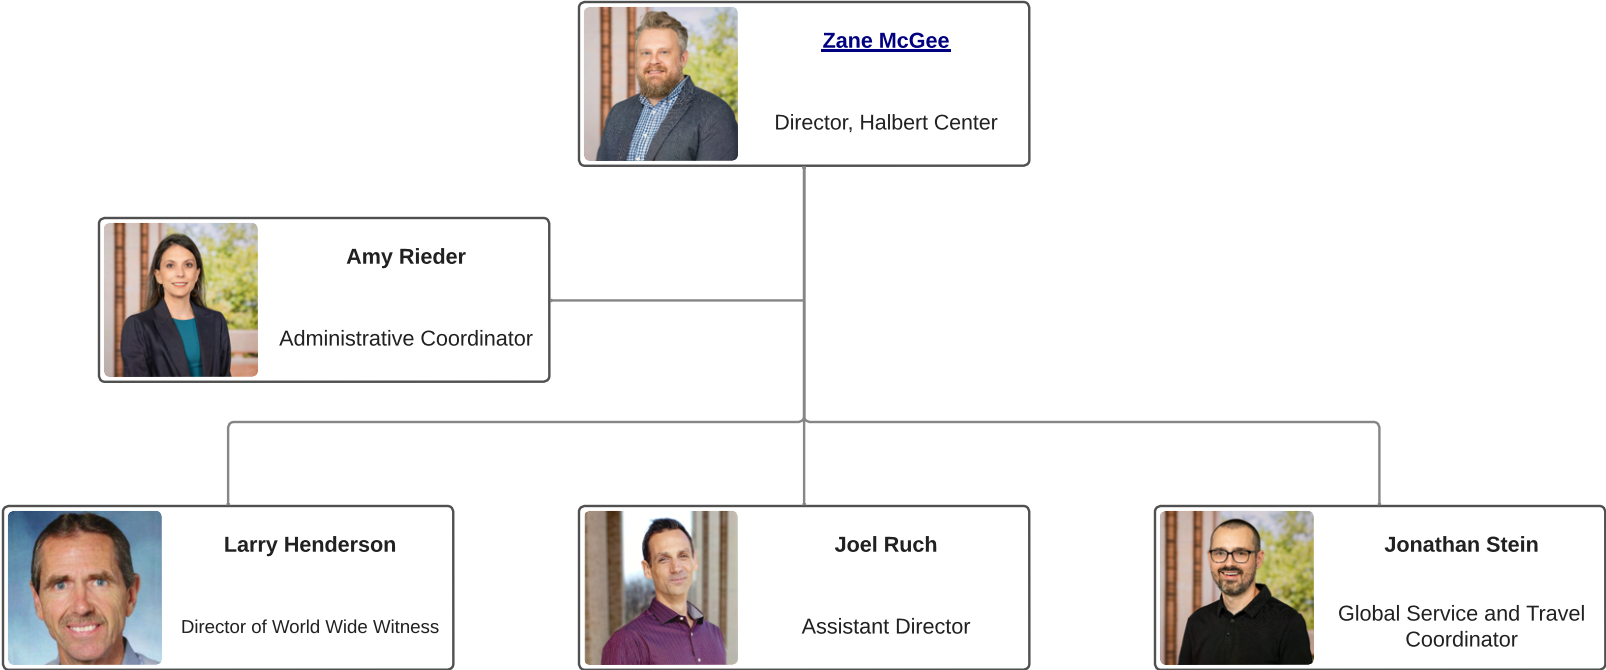 Zane McGee
Director, Halbert Center
Amy Rieder
Administrative Coordinator
Larry Henderson
Director of World Wide Witness
Joel Ruch
Assistant Director
Jonathan Stein
Global Service and Travel
Coordinator